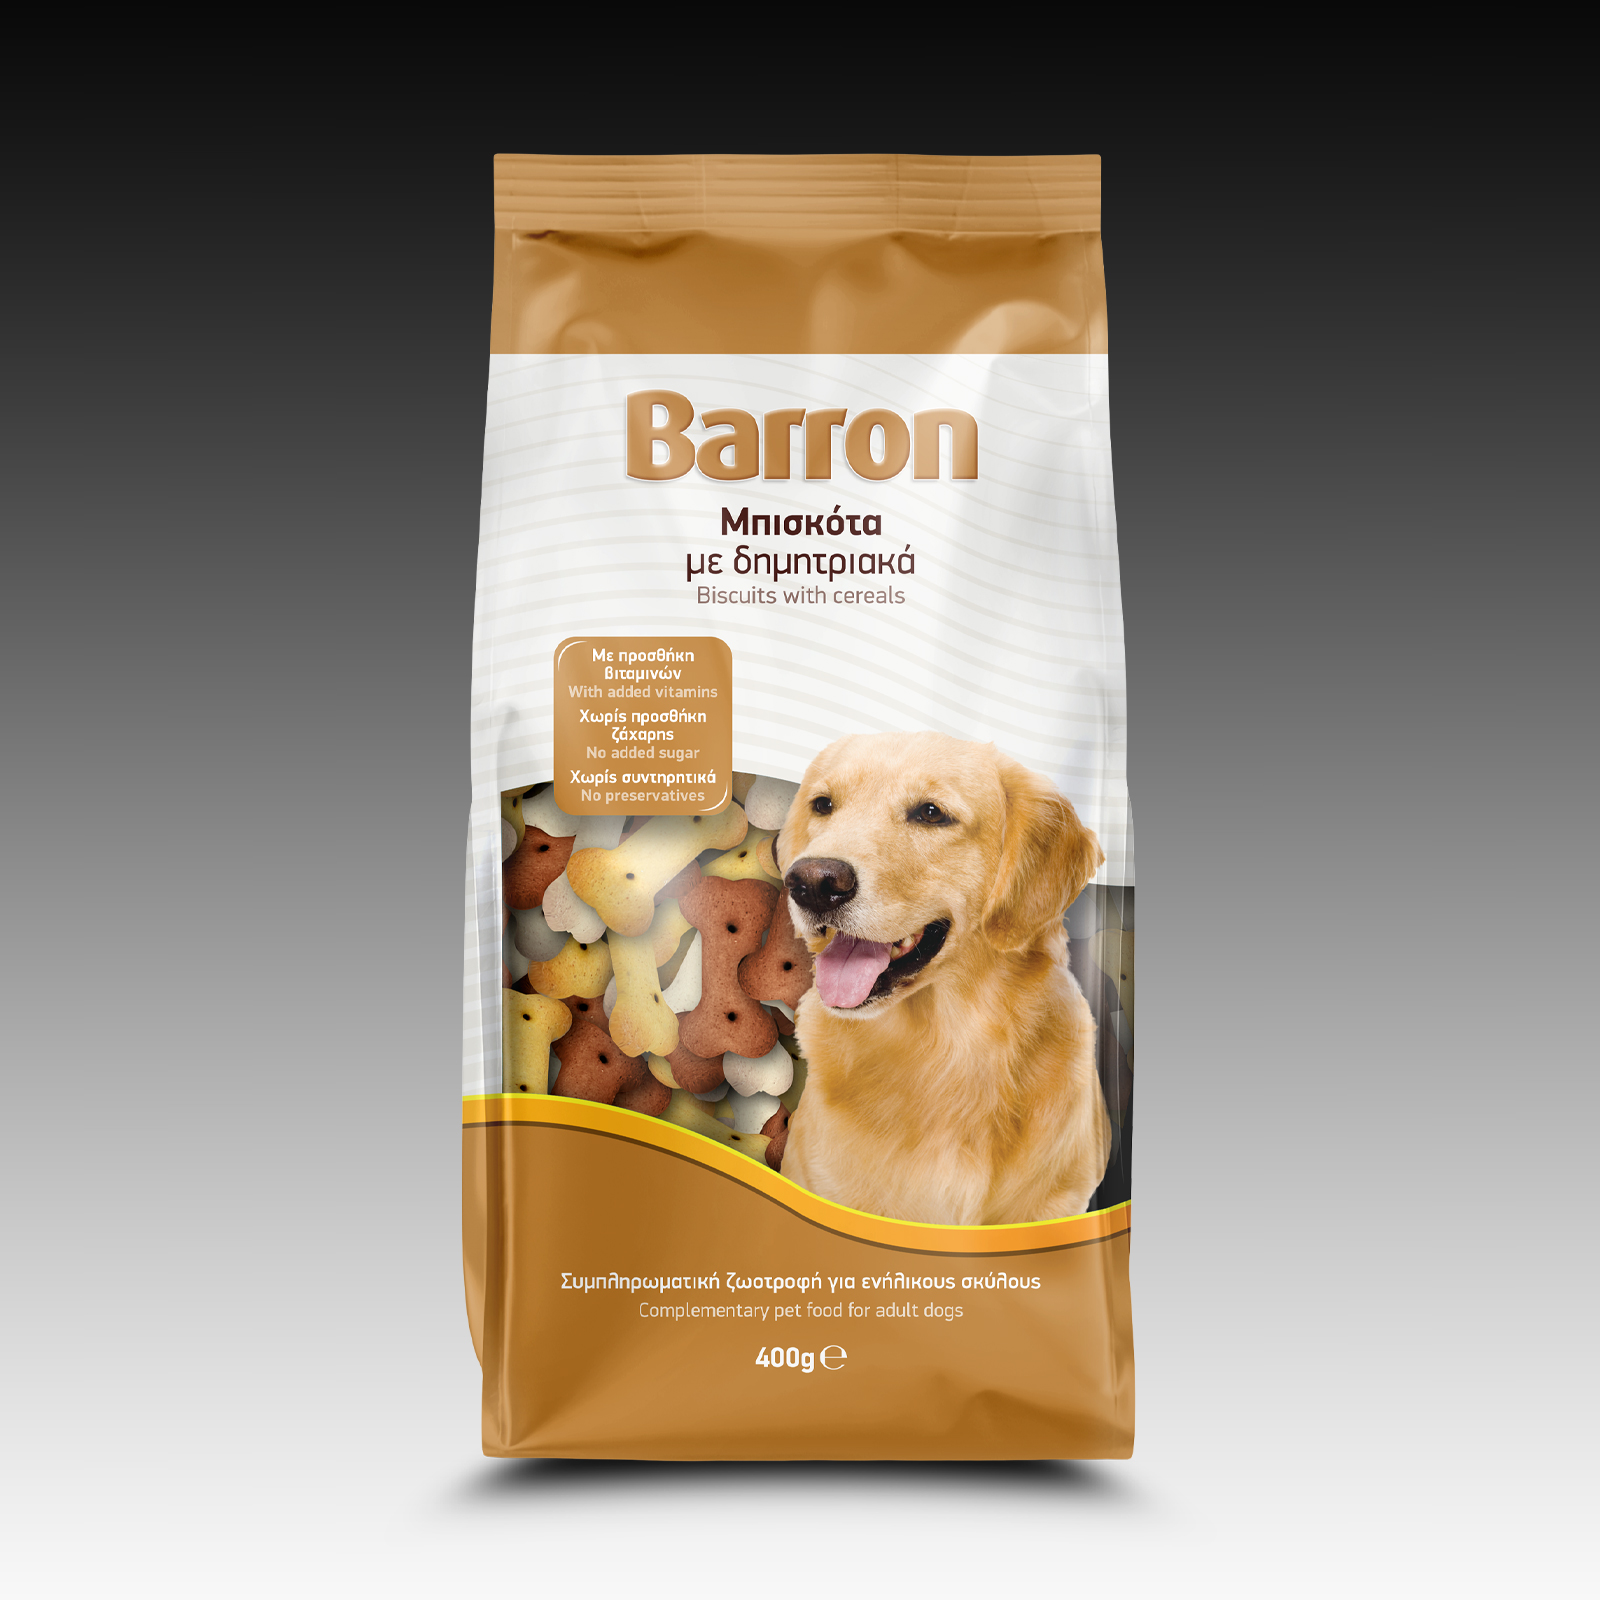 Barron
Μπισκότα
με δημητριακά
Biscuits with cereals
Με προσθήκη
βιταμινών
With added vitamins
Χωρίς προσθήκη
ζάχαρης
No added sugar
Χωρίς συντηρητικά
No preservatives
Συμπληρωματική ζωοτροφή για ενήλικους σκύλους
Complementary pet food for adult dogs
400g℮